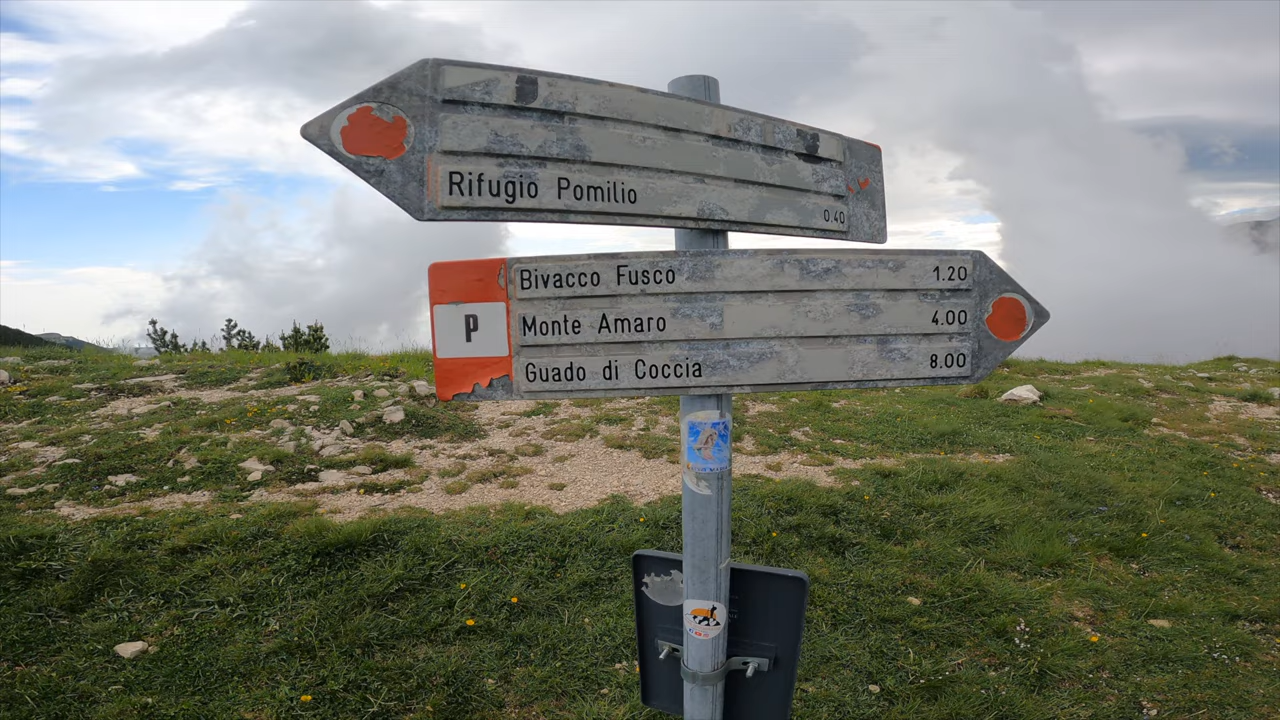 Rifugio Pomilio 0.40
Bivacco Fusco 1.20
P Monte Amaro 4.00
Guado di Coccia 8.00